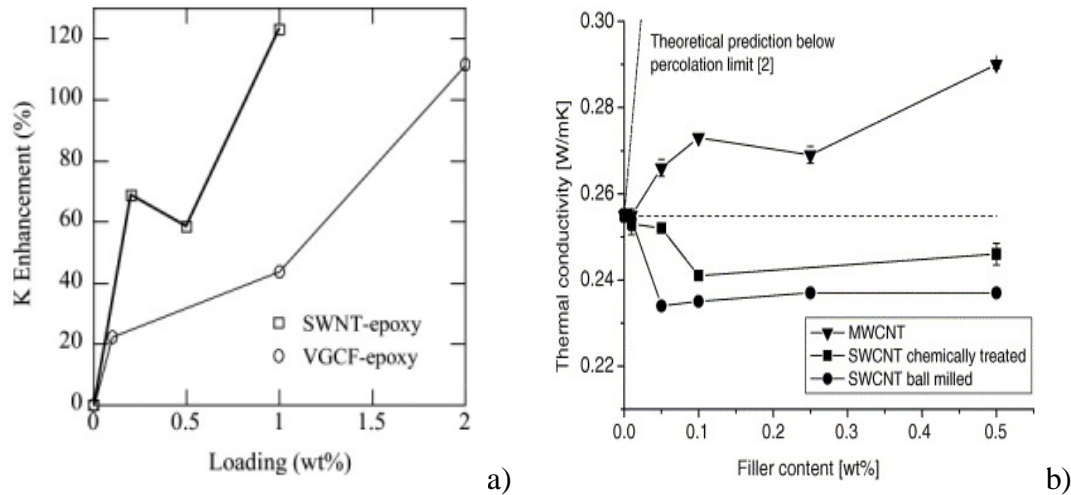 120
100
80
60
40
20
0
K Enhancement (%)
SWNT-epoxy
VGCF-epoxy
0 0.5 1 1.5 2
Loading (wt%)
a)
0.30
0.28
0.26
0.24
0.22
Thermal conductivity [W/mK]
Theoretical prediction below
percolation limit [2]
MWCNT
SWCNT chemically treated
SWCNT ball milled
0.0 0.1 0.2 0.3 0.4 0.5
Filler content [wt%]
b)